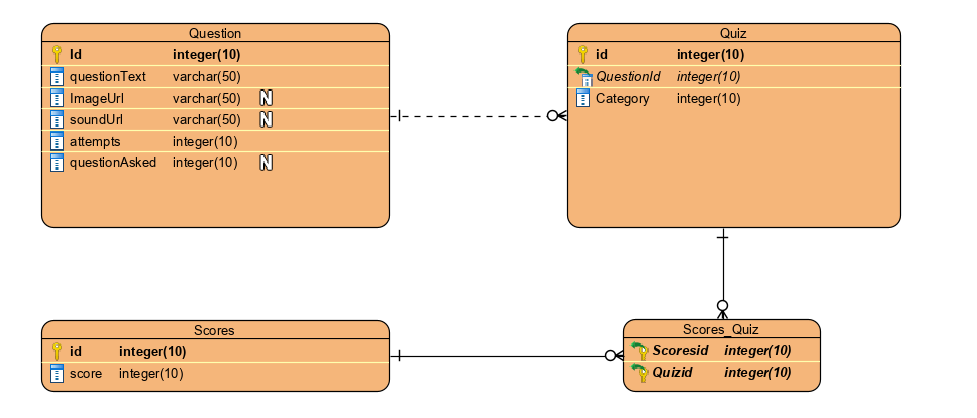 Question
Id integer(10)
questionText varchar(50)
ImageUrl varchar(50) N
soundUrl varchar(50) N
attempts integer(10)
questionAsked integer(10) N
Quiz
id integer(10)
QuestionId integer(10)
Category integer(10)
Scores
id integer(10)
score integer(10)
Scores_Quiz
Scoresid integer(10)
Quizid integer(10)